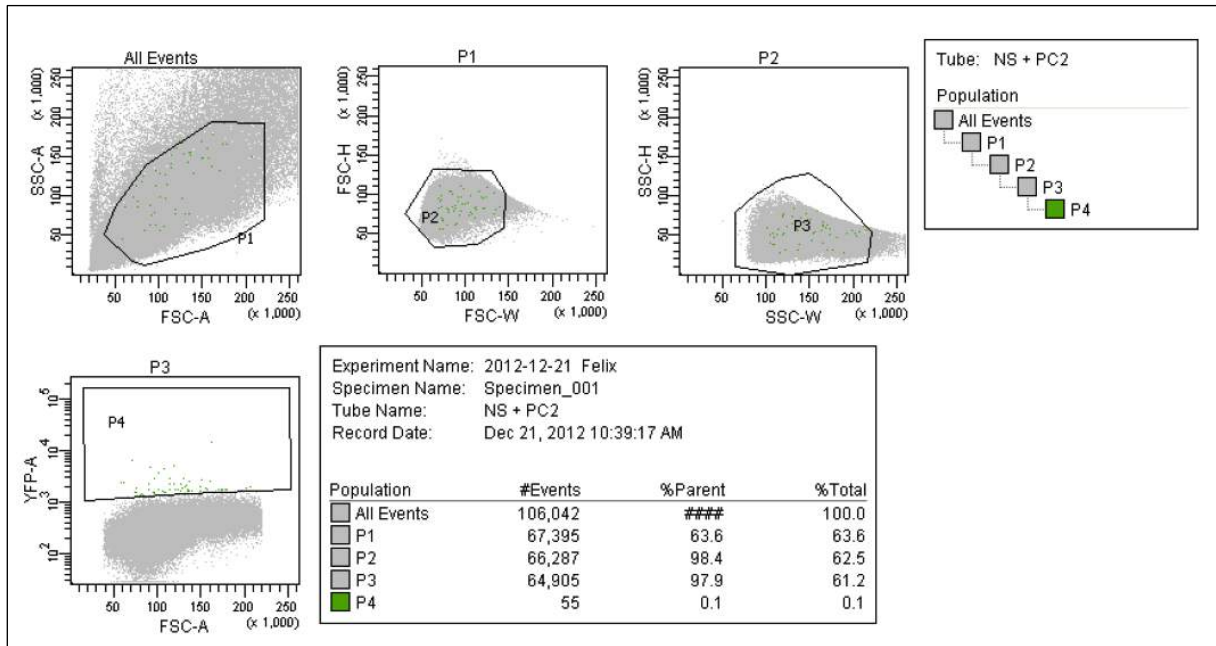 All Events
(x 1,000)
SSC-A
250
200
150
100
50
P1
50 100 150 200 250
FSC-A (x 1,000)
P1
(x 1,000)
FSC-H
250
200
150
100
50
P2
50 100 150 200 250
FSC-W (x 1,000)
P2
(x 1,000)
SSC-H
250
200
150
100
50
P3
50 100 150 200 250
SSC-W (x 1,000)
Tube: NS + PC2
Population
All Events
P1
P2
P3
P4
P3
YFP-A
10^5
10^4
10^3
10^2
P4
50 100 150 200 250
FSC-A (x 1,000)
Experiment Name: 2012-12-21 Felix
Specimen Name: Specimen_001
Tube Name: NS + PC2
Record Date: Dec 21, 2012 10:39:17 AM
Population #Events %Parent %Total
All Events 106,042 #### 100.0
P1 67,395 63.6 63.6
P2 66,287 98.4 62.5
P3 64,905 97.9 61.2
P4 55 0.1 0.1